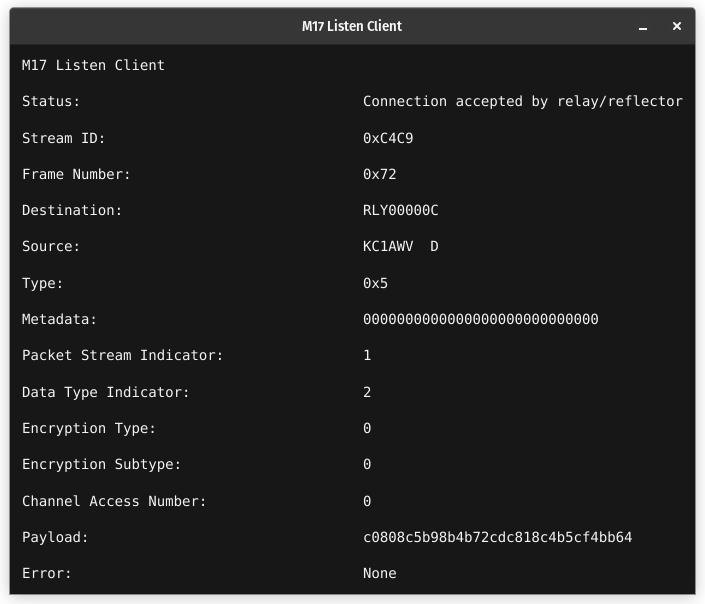 M17 Listen Client
M17 Listen Client
Status: Connection accepted by relay/reflector
Stream ID: 0xC4C9
Frame Number: 0x72
Destination: RLY00000C
Source: KC1AWV  D
Type: 0x5
Metadata: 0000000000000000000000000000
Packet Stream Indicator: 1
Data Type Indicator: 2
Encryption Type: 0
Encryption Subtype: 0
Channel Access Number: 0
Payload: c0808c5b98b4b72cdc818c4b5cf4bb64
Error: None